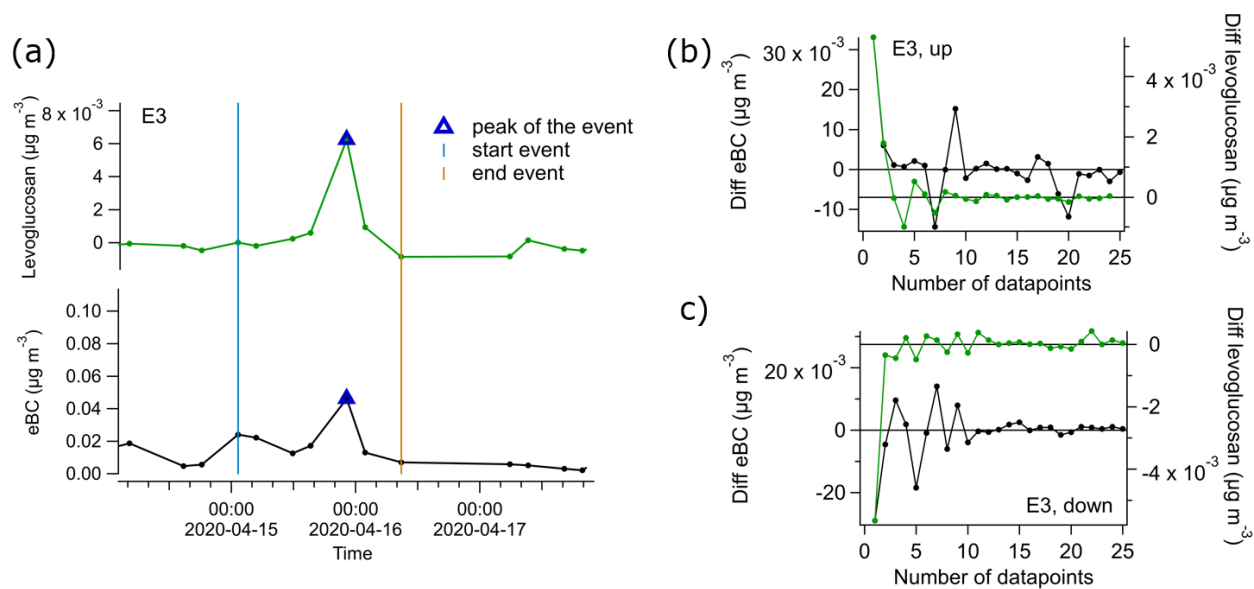 (a)
8 x 10⁻³
6
4
2
0
Levoglucosan (µg m⁻³)
E3
peak of the event
start event
end event
0.10
0.08
0.06
0.04
0.02
0.00
eBC (µg m⁻³)
00:00
2020-04-15
00:00
2020-04-16
00:00
2020-04-17
Time
(b)
E3, up
30 x 10⁻³
20
10
0
-10
Diff eBC (µg m⁻³)
4 x 10⁻³
2
0
Diff levoglucosan (µg m⁻³)
0 5 10 15 20 25
Number of datapoints
c)
20 x 10⁻³
0
-20
Diff eBC (µg m⁻³)
0
-2
-4 x 10⁻³
Diff levoglucosan (µg m⁻³)
E3, down
0 5 10 15 20 25
Number of datapoints